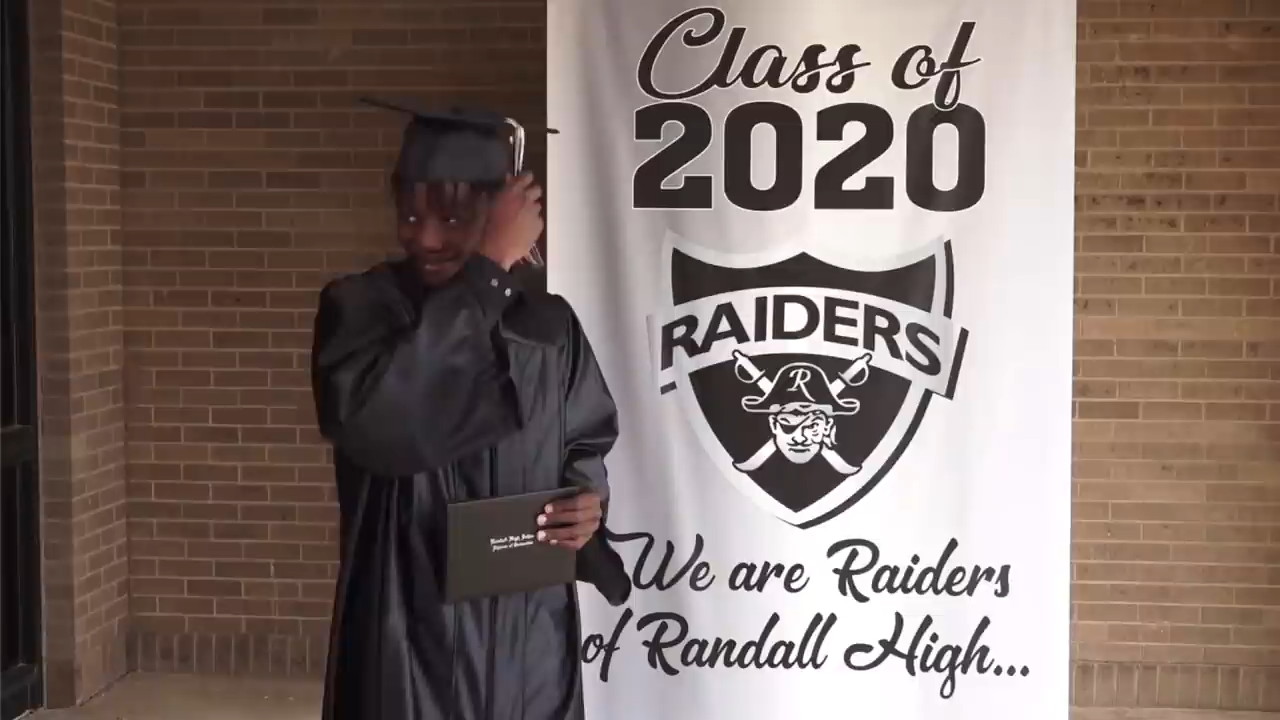 Class of
2020
RAIDERS
R
We are Raiders
of Randall High...